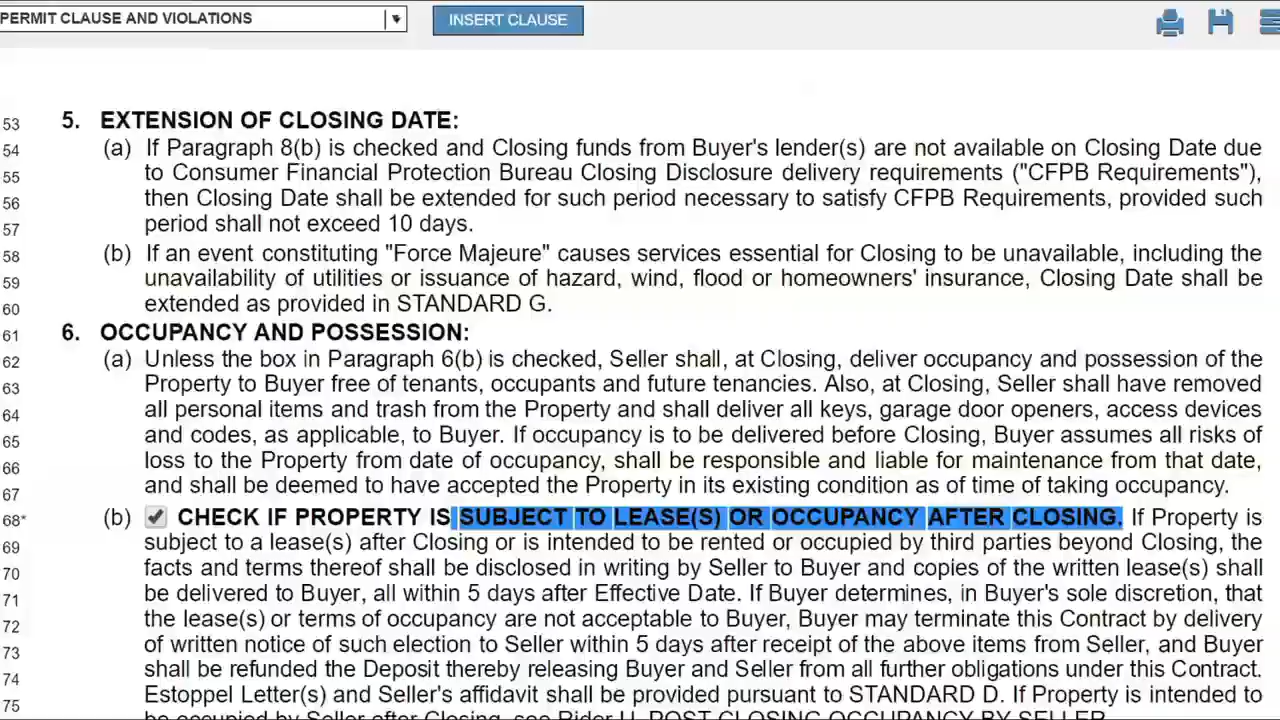 PERMIT CLAUSE AND VIOLATIONS
INSERT CLAUSE
53 5. EXTENSION OF CLOSING DATE:
54 (a) If Paragraph 8(b) is checked and Closing funds from Buyer's lender(s) are not available on Closing Date due
55 to Consumer Financial Protection Bureau Closing Disclosure delivery requirements ("CFPB Requirements"),
56 then Closing Date shall be extended for such period necessary to satisfy CFPB Requirements, provided such
57 period shall not exceed 10 days.
58 (b) If an event constituting "Force Majeure" causes services essential for Closing to be unavailable, including the
59 unavailability of utilities or issuance of hazard, wind, flood or homeowners' insurance, Closing Date shall be
60 extended as provided in STANDARD G.
61 6. OCCUPANCY AND POSSESSION:
62 (a) Unless the box in Paragraph 6(b) is checked, Seller shall, at Closing, deliver occupancy and possession of the
63 Property to Buyer free of tenants, occupants and future tenancies. Also, at Closing, Seller shall have removed
64 all personal items and trash from the Property and shall deliver all keys, garage door openers, access devices
65 and codes, as applicable, to Buyer. If occupancy is to be delivered before Closing, Buyer assumes all risks of
66 loss to the Property from date of occupancy, shall be responsible and liable for maintenance from that date,
67 and shall be deemed to have accepted the Property in its existing condition as of time of taking occupancy.
68* (b) CHECK IF PROPERTY IS SUBJECT TO LEASE(S) OR OCCUPANCY AFTER CLOSING. If Property is
69 subject to a lease(s) after Closing or is intended to be rented or occupied by third parties beyond Closing, the
70 facts and terms thereof shall be disclosed in writing by Seller to Buyer and copies of the written lease(s) shall
71 be delivered to Buyer, all within 5 days after Effective Date. If Buyer determines, in Buyer's sole discretion, that
72 the lease(s) or terms of occupancy are not acceptable to Buyer, Buyer may terminate this Contract by delivery
73 of written notice of such election to Seller within 5 days after receipt of the above items from Seller, and Buyer
74 shall be refunded the Deposit thereby releasing Buyer and Seller from all further obligations under this Contract.
75 Estoppel Letter(s) and Seller's affidavit shall be provided pursuant to STANDARD D. If Property is intended to
be occupied by Seller after Closing, see Rider U. POST CLOSING OCCUPANCY BY SELLER